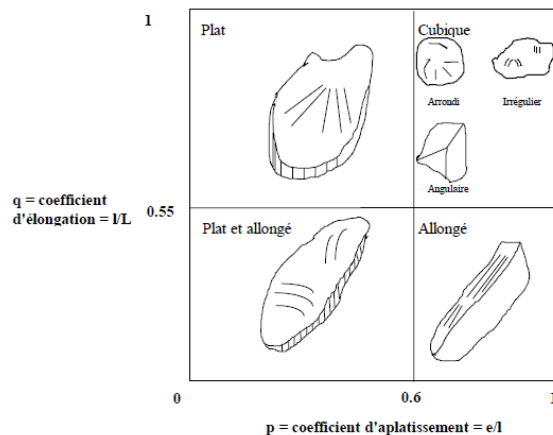 1
Plat
Cubique
Arrondi
Irrégulier
Angulaire
q = coefficient
d'élongation = l/L
0.55
Plat et allongé
Allongé
0
0.6
1
p = coefficient d'aplatissement = e/l